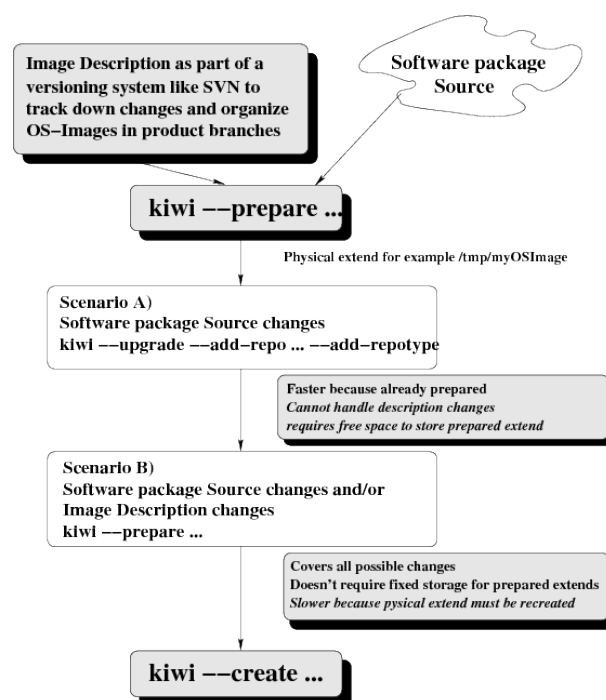 Image Description as part of a
versioning system like SVN to
track down changes and organize
OS−Images in product branches
Software package
Source
kiwi −−prepare ...
Physical extend for example /tmp/myOSImage
Scenario A)
Software package Source changes
kiwi −−upgrade −−add−repo ... −−add−repotype
Faster because already prepared
Cannot handle description changes
requires free space to store prepared extend
Scenario B)
Software package Source changes and/or
Image Description changes
kiwi −−prepare ...
Covers all possible changes
Doesn't require fixed storage for prepared extends
Slower because pysical extend must be recreated
kiwi −−create ...